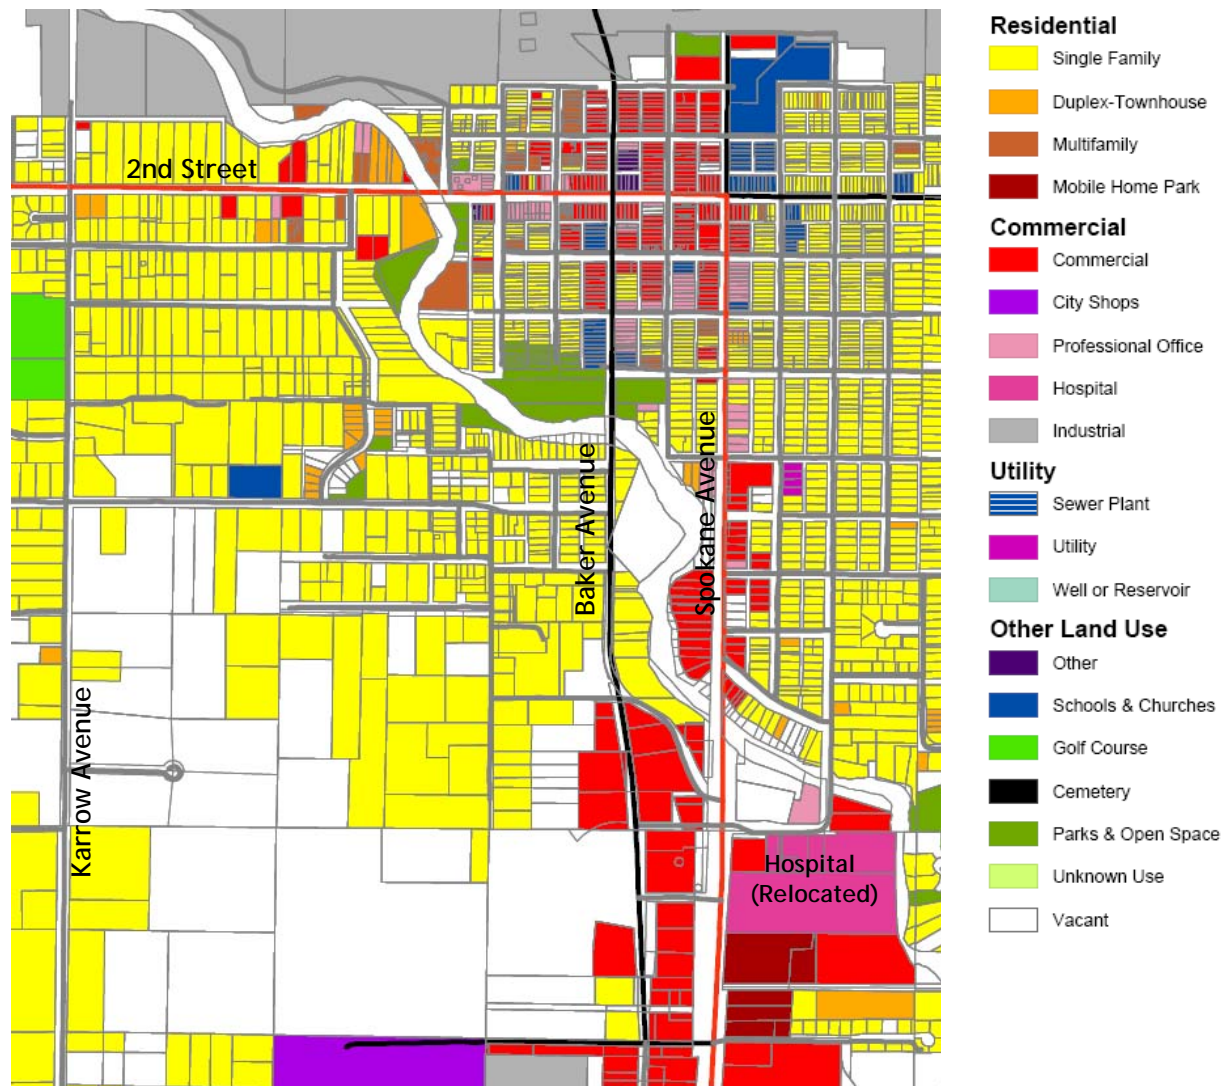 2nd Street
Baker Avenue
Spokane Avenue
Karrow Avenue
Hospital
(Relocated)
Residential
Single Family
Duplex-Townhouse
Multifamily
Mobile Home Park
Commercial
Commercial
City Shops
Professional Office
Hospital
Industrial
Utility
Sewer Plant
Utility
Well or Reservoir
Other Land Use
Other
Schools & Churches
Golf Course
Cemetery
Parks & Open Space
Unknown Use
Vacant